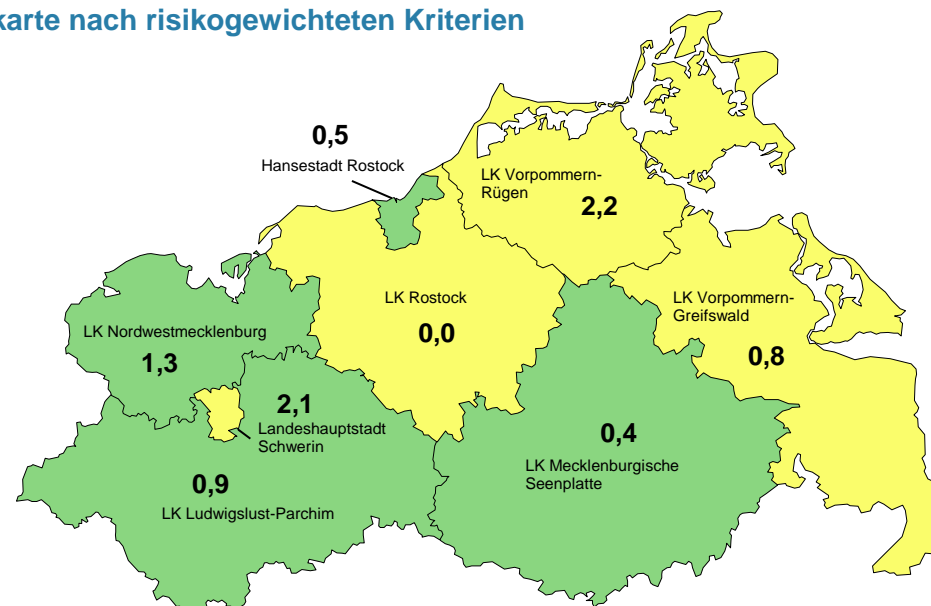 karte nach risikogewichteten Kriterien
0,5
Hansestadt Rostock
LK Vorpommern-
Rügen
2,2
LK Rostock
0,0
LK Vorpommern-
Greifswald
0,8
LK Nordwestmecklenburg
1,3
2,1
Landeshauptstadt
Schwerin
0,4
LK Mecklenburgische
Seenplatte
0,9
LK Ludwigslust-Parchim